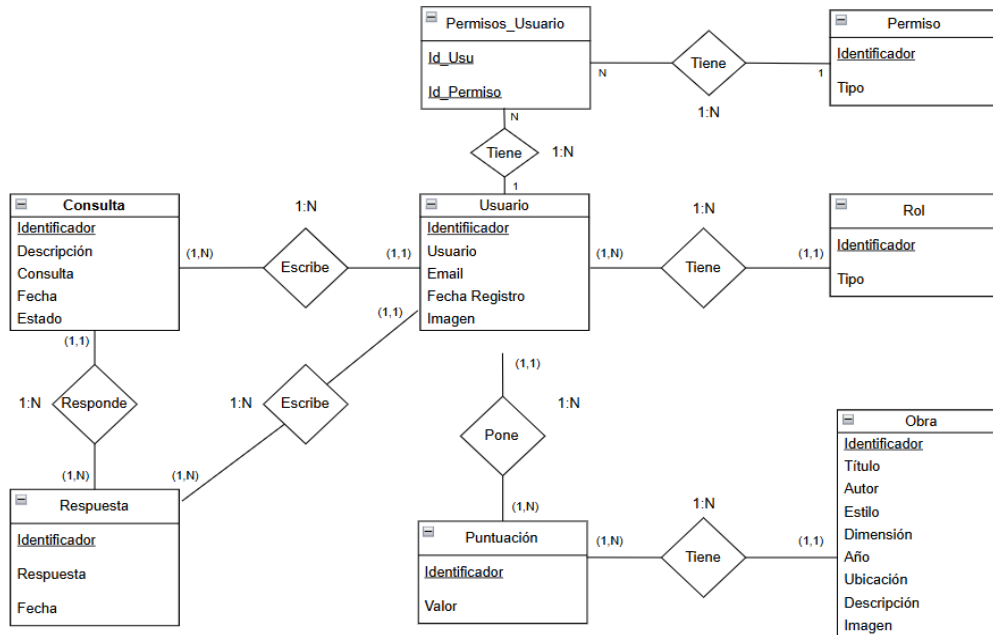 Permisos_Usuario
Id_Usu
Id_Permiso
N
Tiene
1:N
1
Permiso
Identificador
Tipo
N
Tiene
1:N
1
Consulta
Identificador
Descripción
Consulta
Fecha
Estado
1:N
(1,N)
Escribe
(1,1)
Usuario
Identifiicador
Usuario
Email
Fecha Registro
Imagen
1:N
(1,N)
Tiene
(1,1)
Rol
Identificador
Tipo
(1,1)
1:N
Responde
(1,N)
(1,1)
1:N
Escribe
(1,N)
Respuesta
Identificador
Respuesta
Fecha
(1,1)
1:N
Pone
(1,N)
Puntuación
Identificador
Valor
1:N
(1,N)
Tiene
(1,1)
Obra
Identificador
Título
Autor
Estilo
Dimensión
Año
Ubicación
Descripción
Imagen